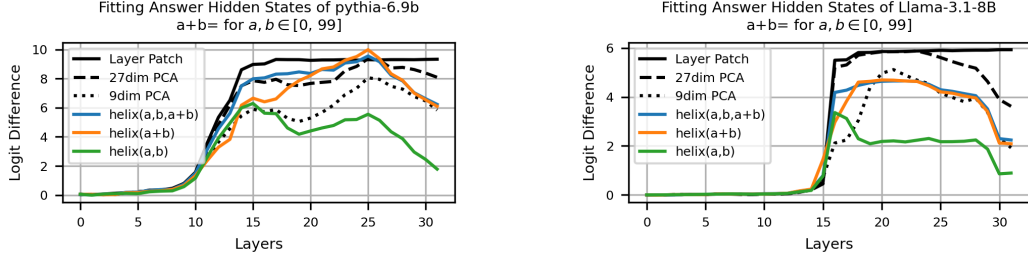 Fitting Answer Hidden States of pythia-6.9b
a+b= for a, b ∈ [0, 99]
10
8
6
4
2
0
Logit Difference
Layer Patch
27dim PCA
9dim PCA
helix(a,b,a+b)
helix(a+b)
helix(a,b)
0 5 10 15 20 25 30
Layers
Fitting Answer Hidden States of Llama-3.1-8B
a+b= for a, b ∈ [0, 99]
6
4
2
0
Logit Difference
Layer Patch
27dim PCA
9dim PCA
helix(a,b,a+b)
helix(a+b)
helix(a,b)
0 5 10 15 20 25 30
Layers